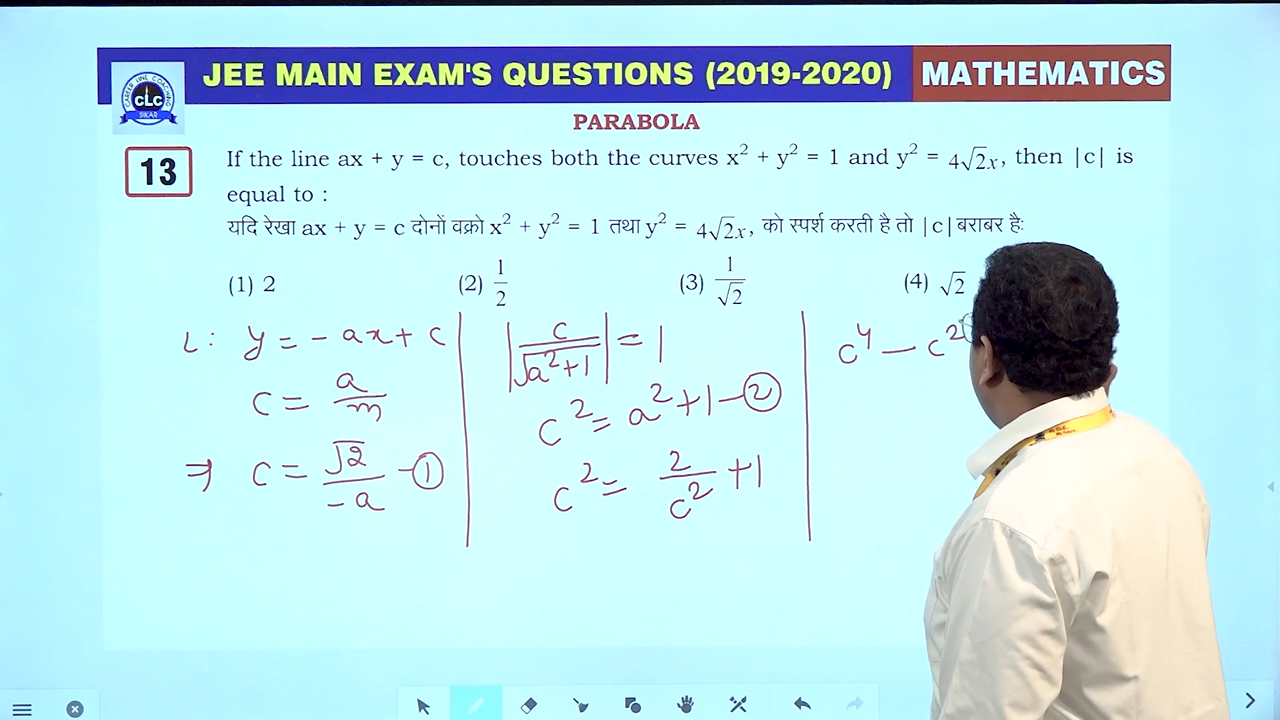 JEE MAIN EXAM'S QUESTIONS (2019-2020) MATHEMATICS
CLC
SIKAR
PARABOLA
13 If the line ax + y = c, touches both the curves x² + y² = 1 and y² = 4√2x, then |c| is
equal to :
यदि रेखा ax + y = c दोनों वक्रो x² + y² = 1 तथा y² = 4√2x, को स्पर्श करती है तो |c| बराबर है:
(1) 2 (2) 1/2 (3) 1/√2 (4) √2
L: y = - ax + c
c = a/m
⇒ c = √2/-a - ①
|c/√a²+1| = 1
c² = a²+1 - ②
c² = 2/c² + 1
c⁴ - c²